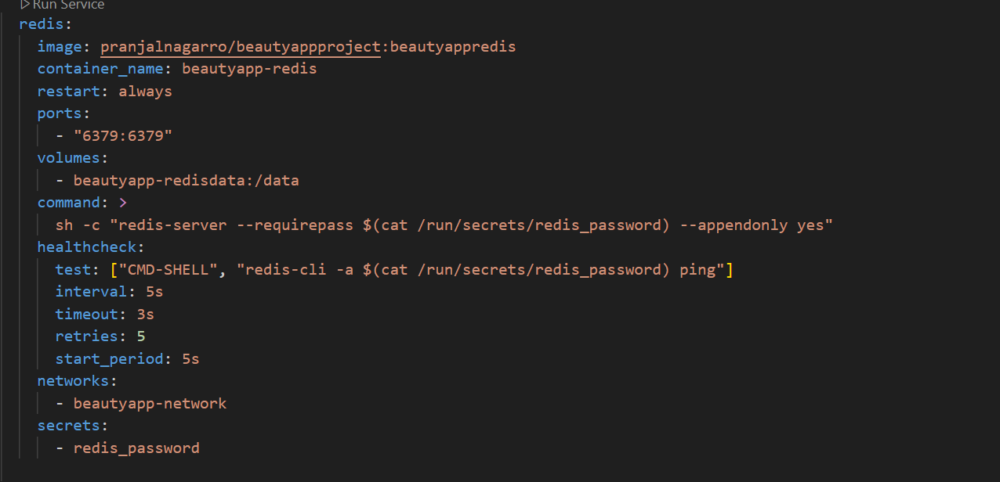 Run Service
redis:
image: pranjalnagarro/beautyappproject:beautyappredis
container_name: beautyapp-redis
restart: always
ports:
- "6379:6379"
volumes:
- beautyapp-redisdata:/data
command: >
sh -c "redis-server --requirepass $(cat /run/secrets/redis_password) --appendonly yes"
healthcheck:
test: ["CMD-SHELL", "redis-cli -a $(cat /run/secrets/redis_password) ping"]
interval: 5s
timeout: 3s
retries: 5
start_period: 5s
networks:
- beautyapp-network
secrets:
- redis_password